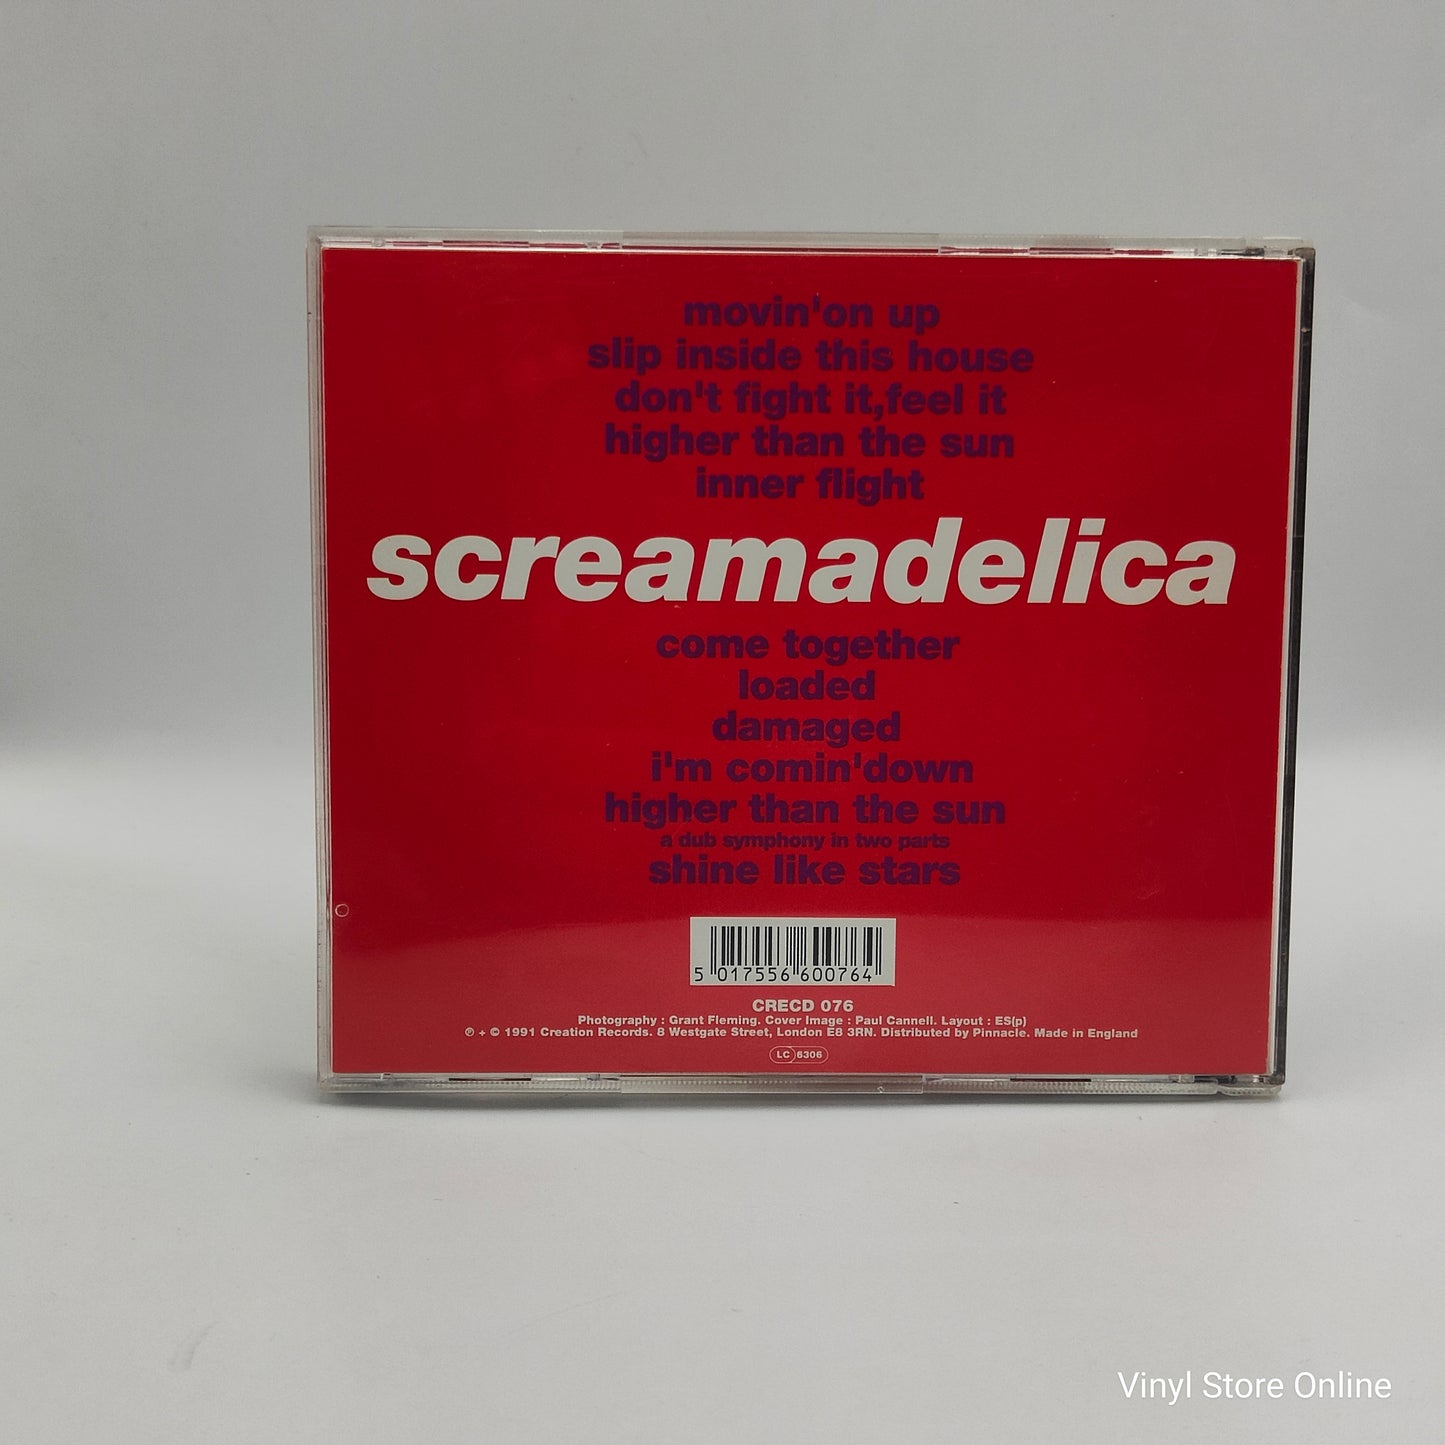 movin'on up
slip inside this house
don't fight it,feel it
higher than the sun
inner flight
screamadelica
come together
loaded
damaged
i'm comin'down
higher than the sun
a dub symphony in two parts
shine like stars
5 017556 600764
CRECD 076
Photography : Grant Fleming. Cover Image : Paul Cannell. Layout : ES(p)
℗ + © 1991 Creation Records. 8 Westgate Street, London E8 3RN. Distributed by Pinnacle. Made in England
LC 6306
Vinyl Store Online